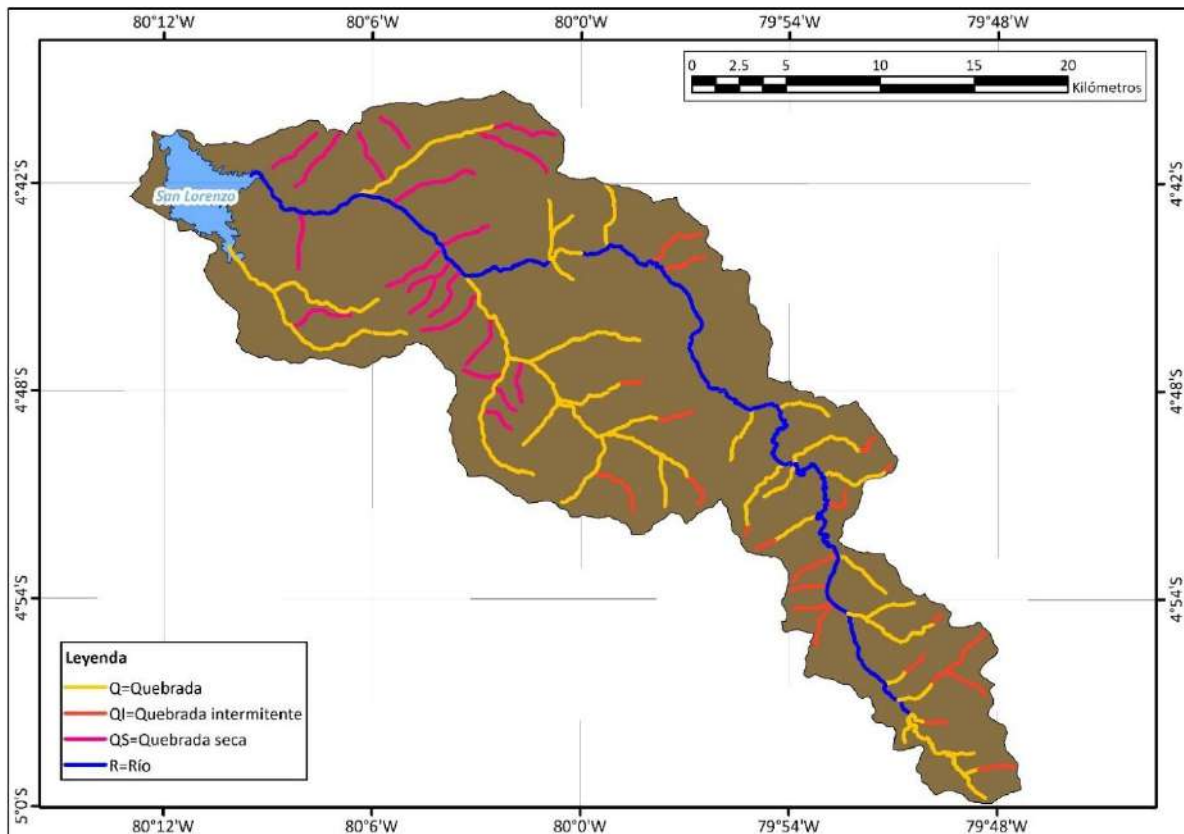 80°12'W 80°6'W 80°0'W 79°54'W 79°48'W
0 2.5 5 10 15 20
Kilómetros
4°42'S 4°42'S
San Lorenzo
4°48'S 4°48'S
4°54'S 4°54'S
Leyenda
Q=Quebrada
QI=Quebrada intermitente
QS=Quebrada seca
R=Río
5°0'S 5°0'S
80°12'W 80°6'W 80°0'W 79°54'W 79°48'W